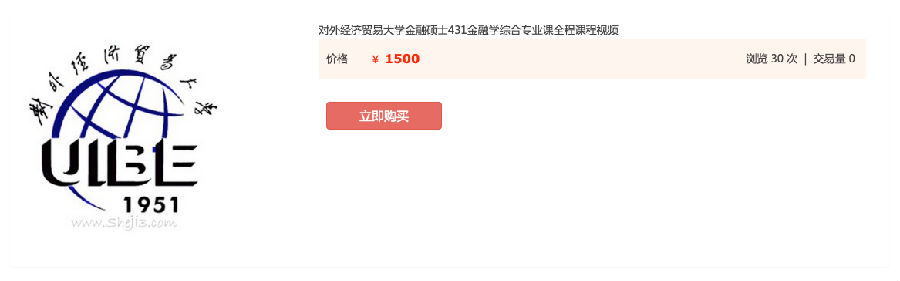 对外经济贸易大学金融硕士431金融学综合专业课全程课程视频
价格 ¥ 1500 浏览 30 次 | 交易量 0
立即购买
对外经济贸易大学
UIBE
1951
www.Shejis.com